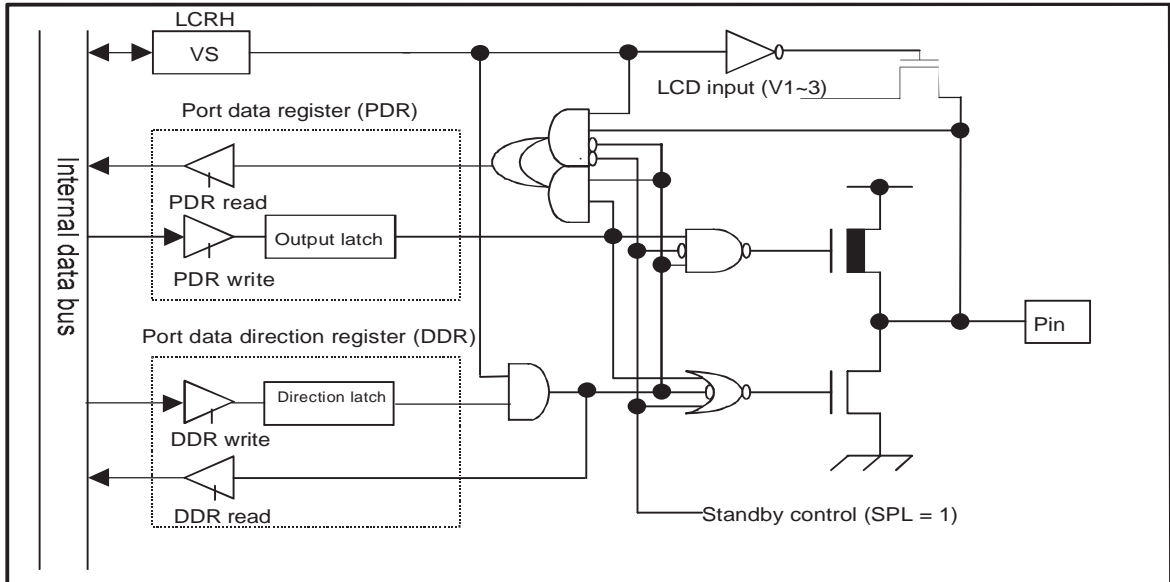 LCRH
VS
LCD input (V1~3)
Port data register (PDR)
PDR read
Output latch
PDR write
Internal data bus
Pin
Port data direction register (DDR)
Direction latch
DDR write
DDR read
Standby control (SPL = 1)